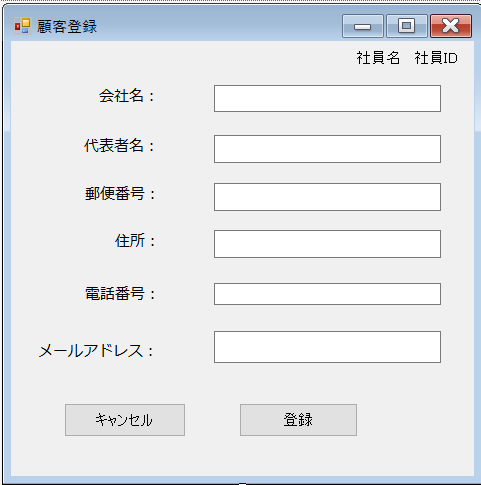 顧客登録
社員名 社員ID
会社名：
代表者名：
郵便番号：
住所：
電話番号：
メールアドレス：
キャンセル 登録